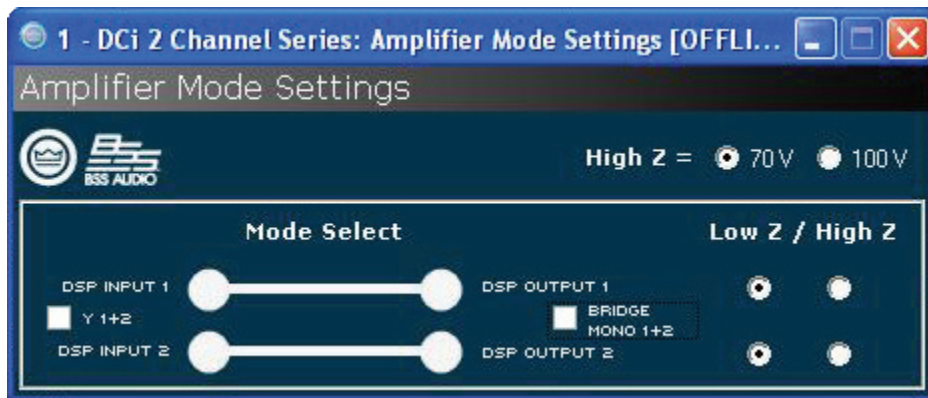 1 - DCi 2 Channel Series: Amplifier Mode Settings [OFFLI...
Amplifier Mode Settings
BSS AUDIO
High Z = 70V 100V
Mode Select
Low Z / High Z
DSP INPUT 1
DSP OUTPUT 1
Y 1+2
BRIDGE
MONO 1+2
DSP INPUT 2
DSP OUTPUT 2